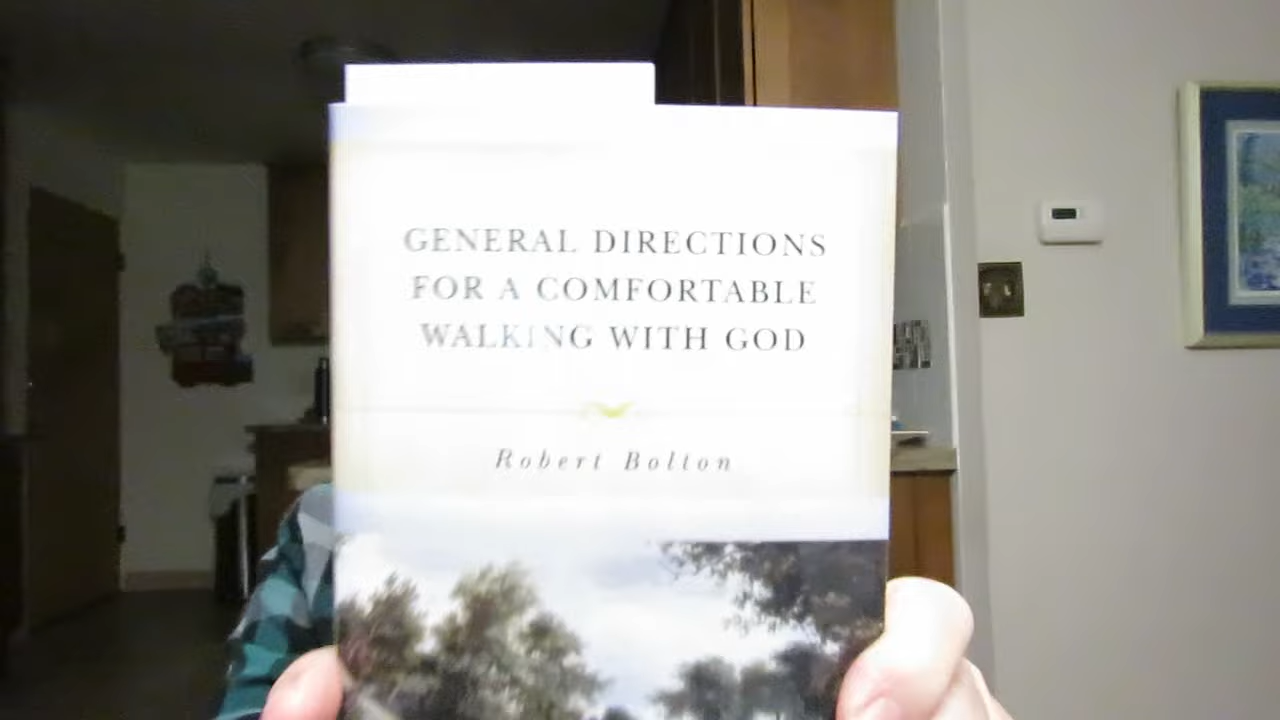 GENERAL DIRECTIONS
FOR A COMFORTABLE
WALKING WITH GOD
Robert Bolton